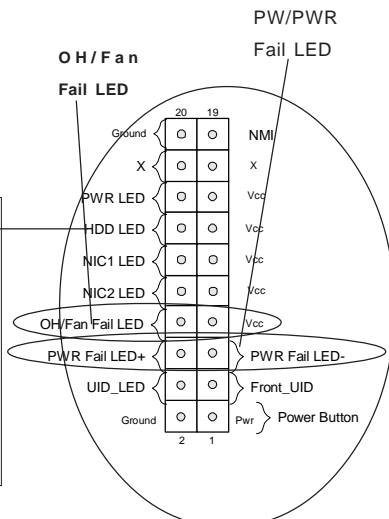 PW/PWR
Fail LED
OH/Fan
Fail LED
20 19
Ground NMI
X X
PWR LED Vcc
HDD LED Vcc
NIC1 LED Vcc
NIC2 LED Vcc
OH/Fan Fail LED Vcc
PWR Fail LED+ PWR Fail LED-
UID_LED Front_UID
Ground Pwr Power Button
2 1